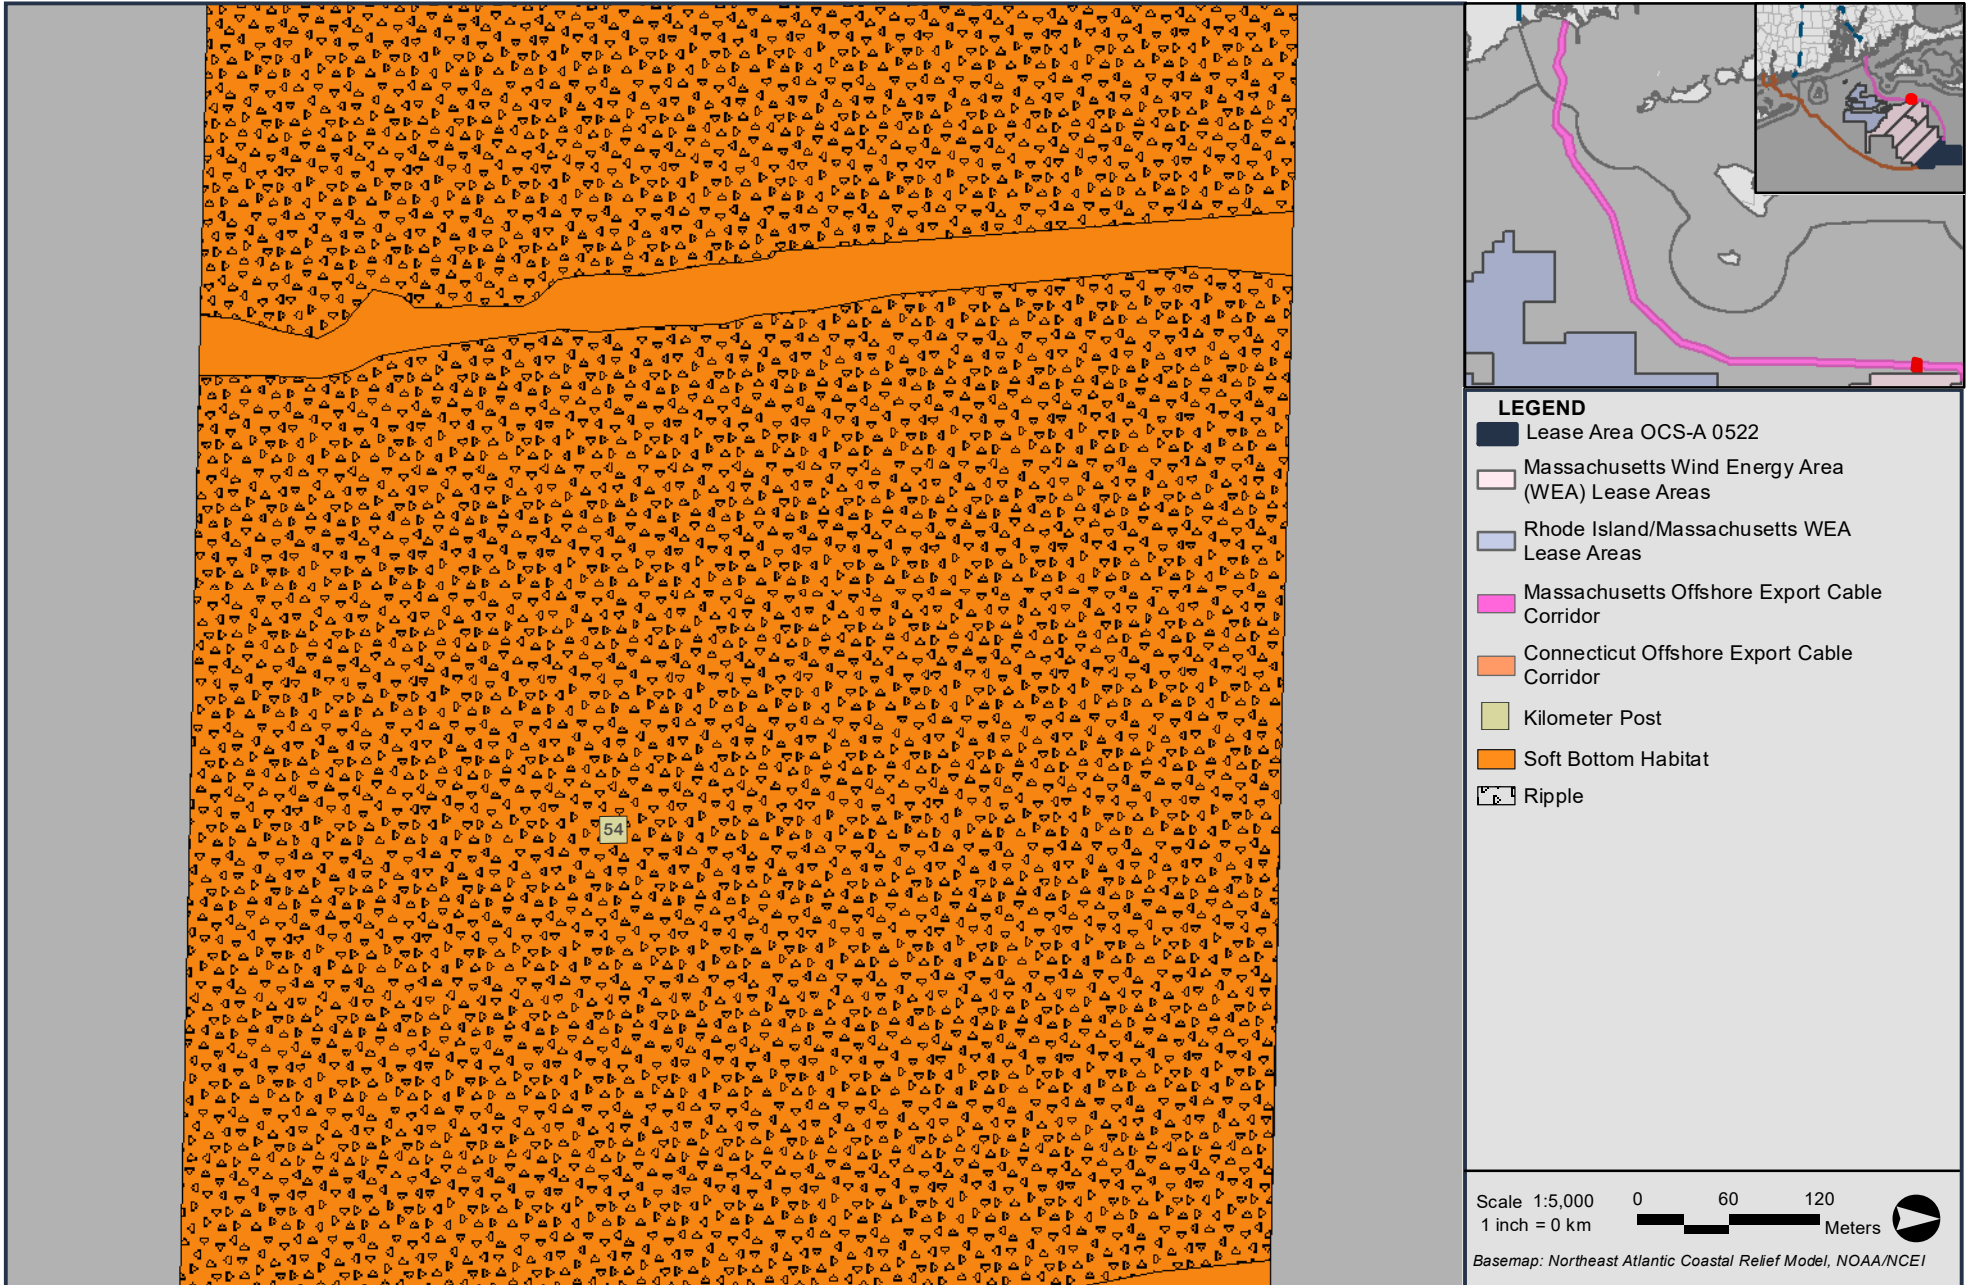 54
LEGEND
Lease Area OCS-A 0522
Massachusetts Wind Energy Area
(WEA) Lease Areas
Rhode Island/Massachusetts WEA
Lease Areas
Massachusetts Offshore Export Cable
Corridor
Connecticut Offshore Export Cable
Corridor
Kilometer Post
Soft Bottom Habitat
Ripple
Scale 1:5,000
1 inch = 0 km
0 60 120
Meters
Basemap: Northeast Atlantic Coastal Relief Model, NOAA/NCEI